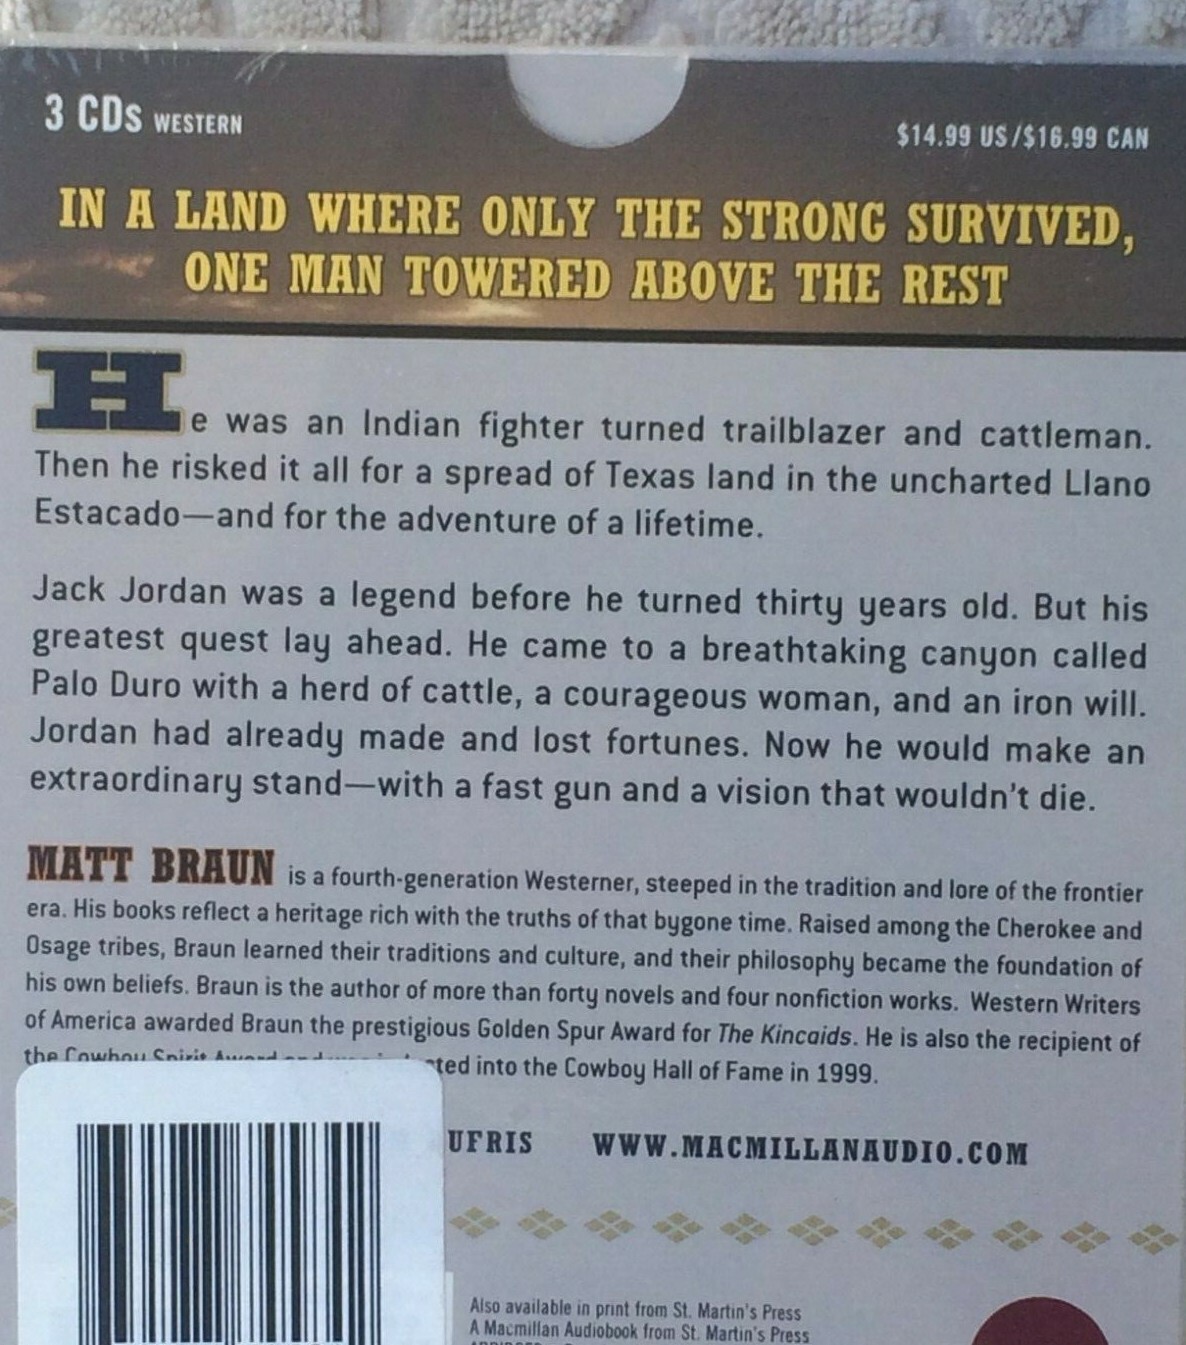 3 CDs WESTERN
$14.99 US/$16.99 CAN
IN A LAND WHERE ONLY THE STRONG SURVIVED,
ONE MAN TOWERED ABOVE THE REST
He was an Indian fighter turned trailblazer and cattleman.
Then he risked it all for a spread of Texas land in the uncharted Llano
Estacado—and for the adventure of a lifetime.
Jack Jordan was a legend before he turned thirty years old. But his
greatest quest lay ahead. He came to a breathtaking canyon called
Palo Duro with a herd of cattle, a courageous woman, and an iron will.
Jordan had already made and lost fortunes. Now he would make an
extraordinary stand—with a fast gun and a vision that wouldn't die.
MATT BRAUN is a fourth-generation Westerner, steeped in the tradition and lore of the frontier
era. His books reflect a heritage rich with the truths of that bygone time. Raised among the Cherokee and
Osage tribes, Braun learned their traditions and culture, and their philosophy became the foundation of
his own beliefs. Braun is the author of more than forty novels and four nonfiction works. Western Writers
of America awarded Braun the prestigious Golden Spur Award for The Kincaids. He is also the recipient of
the Cowboy Spirit Award and was ted into the Cowboy Hall of Fame in 1999.
UFRIS WWW.MACMILLANAUDIO.COM
Also available in print from St. Martin's Press
A Macmillan Audiobook from St. Martin's Press